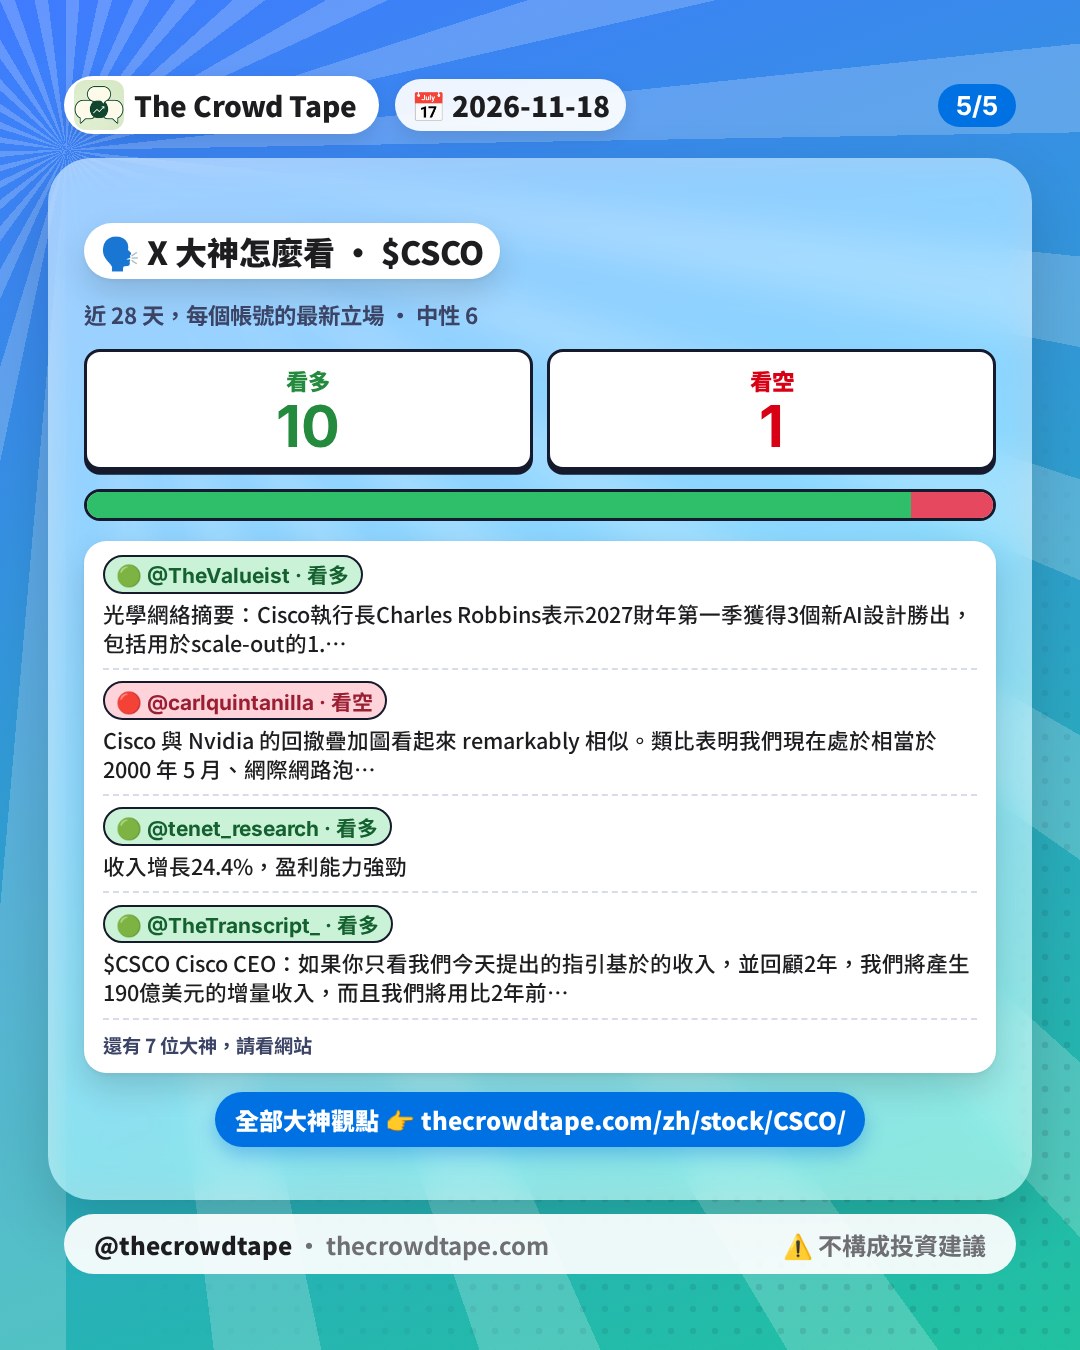 The Crowd Tape
📅 2026-11-18
5/5
🗣️ X 大神怎麼看 · $CSCO
近 28 天，每個帳號的最新立場 · 中性 6
看多
10
看空
1
🟢 @TheValueist · 看多
光學網絡摘要：Cisco執行長Charles Robbins表示2027財年第一季獲得3個新AI設計勝出，
包括用於scale-out的1.…
🔴 @carlquintanilla · 看空
Cisco 與 Nvidia 的回撤疊加圖看起來 remarkably 相似。類比表明我們現在處於相當於
2000 年 5 月、網際網路泡…
🟢 @tenet_research · 看多
收入增長24.4%，盈利能力強勁
🟢 @TheTranscript_ · 看多
$CSCO Cisco CEO：如果你只看我們今天提出的指引基於的收入，並回顧2年，我們將產生
190億美元的增量收入，而且我們將用比2年前…
還有 7 位大神，請看網站
全部大神觀點 👉 thecrowdtape.com/zh/stock/CSCO/
@thecrowdtape · thecrowdtape.com
⚠️ 不構成投資建議